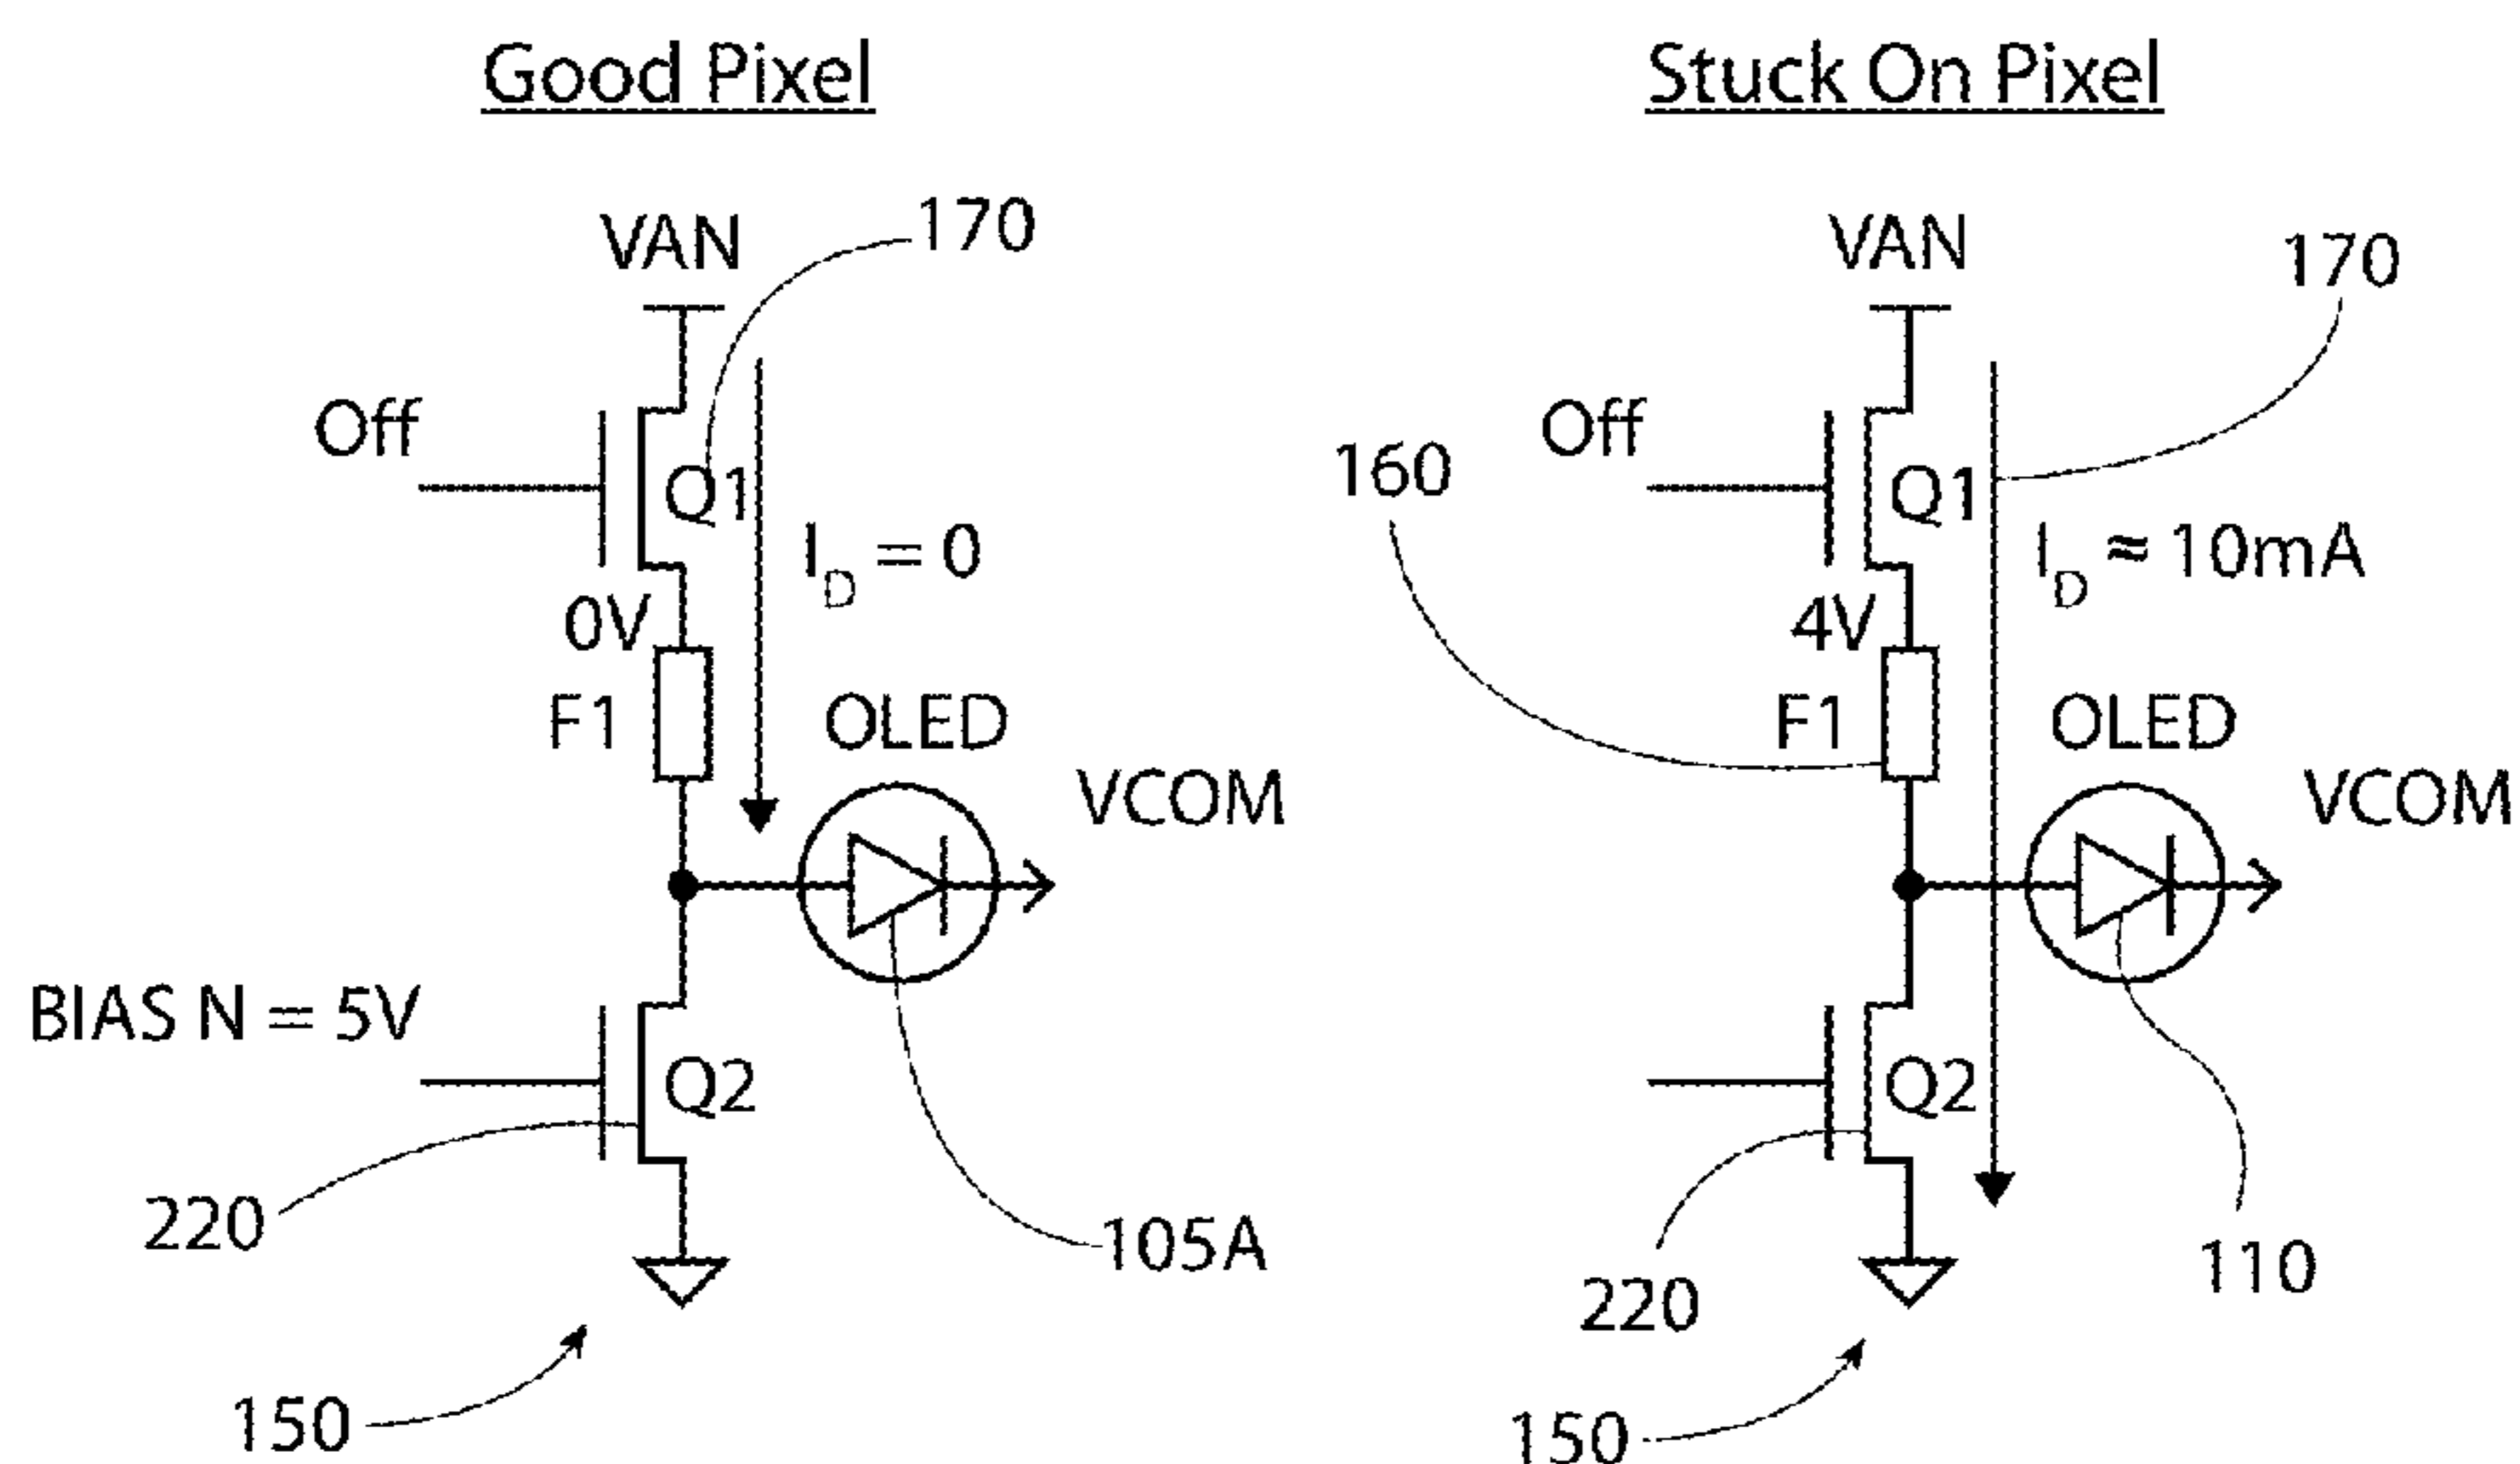 Good Pixel
VAN
170
Off
Q1
I_D = 0
0V
F1
OLED
VCOM
BIAS N = 5V
Q2
220
105A
150
Stuck On Pixel
VAN
170
Off
160
Q1
I_D ≈ 10mA
4V
F1
OLED
VCOM
Q2
220
110
150